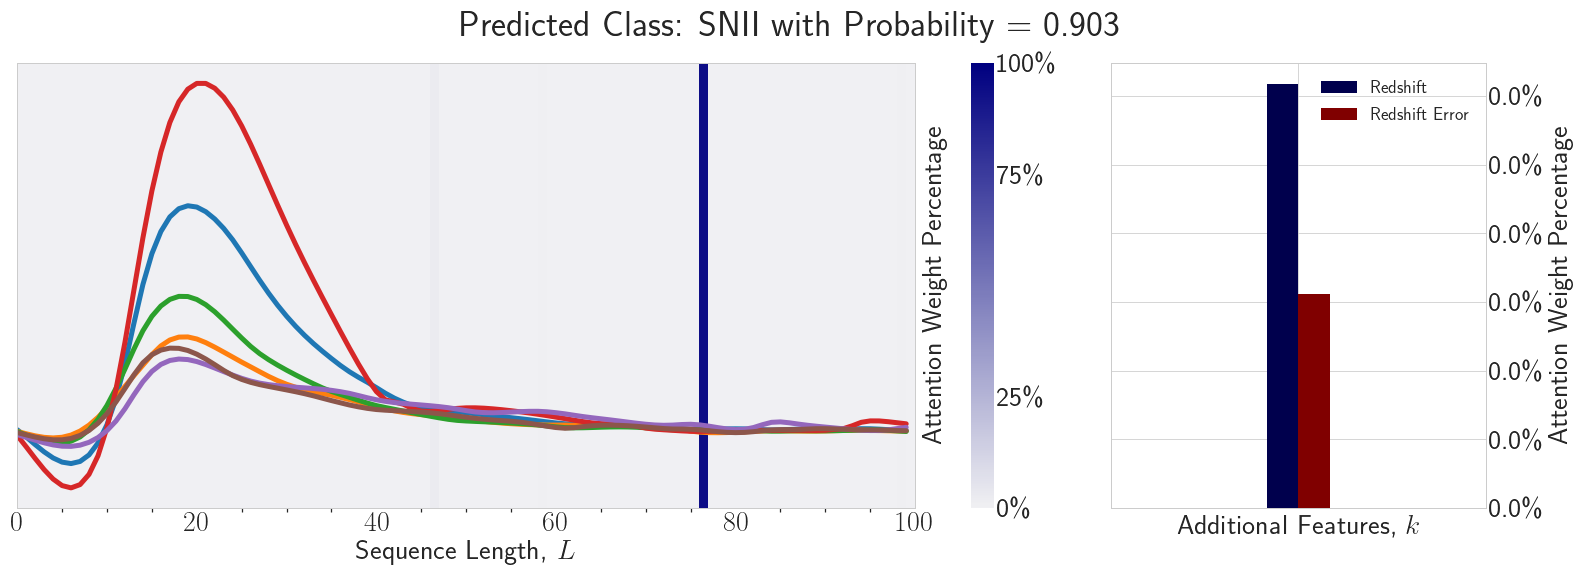 Predicted Class: SNII with Probability = 0.903
0 20 40 60 80 100
Sequence Length, L
Attention Weight Percentage
100%
75%
25%
0%
Redshift
Redshift Error
0.0%
0.0%
0.0%
0.0%
0.0%
0.0%
0.0%
Attention Weight Percentage
Additional Features, k